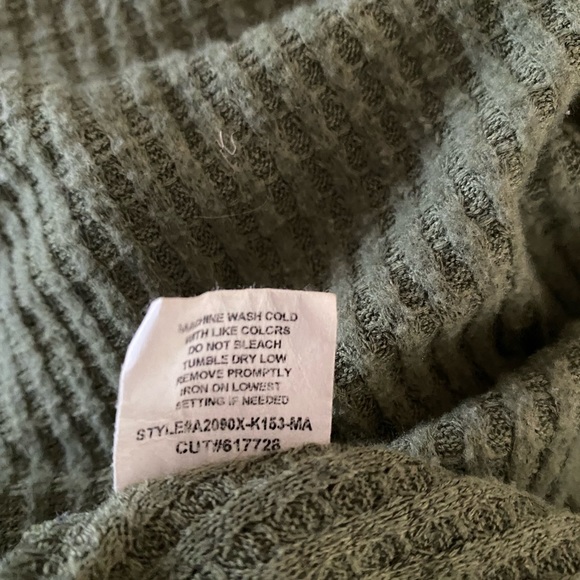 MACHINE WASH COLD
WITH LIKE COLORS
DO NOT BLEACH
TUMBLE DRY LOW
REMOVE PROMPTLY
IRON ON LOWEST
SETTING IF NEEDED
STYLE#A2090X-K153-MA
CUT#617728